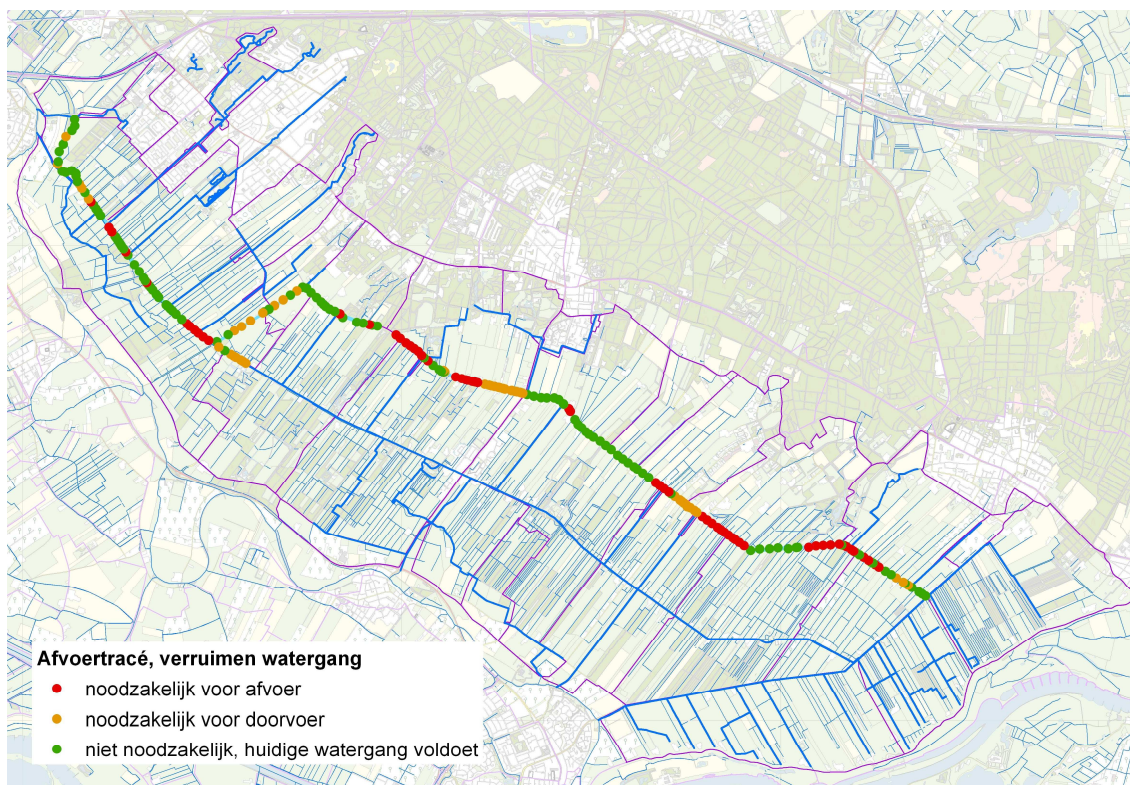 Afvoertracé, verruimen watergang
noodzakelijk voor afvoer
noodzakelijk voor doorvoer
niet noodzakelijk, huidige watergang voldoet